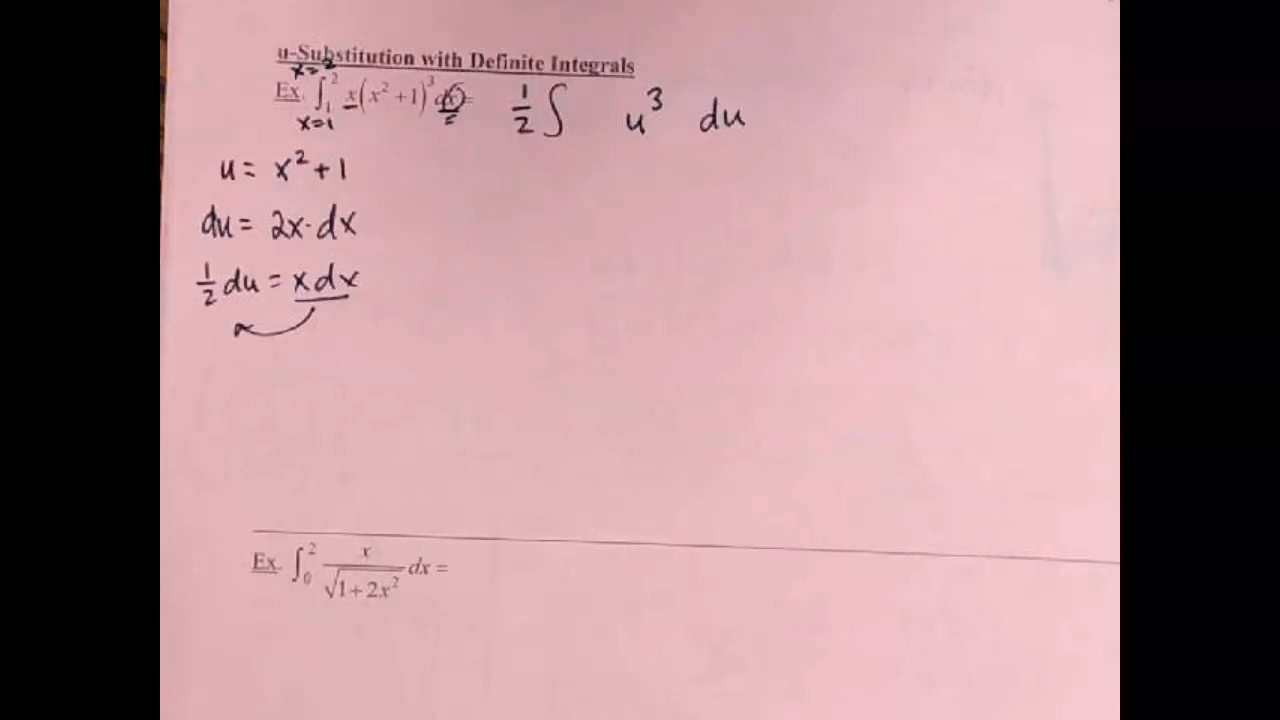 u-Substitution with Definite Integrals
x=2
Ex. ∫₁² x(x²+1)³ dx = ½∫ u³ du
x=1
u = x²+1
du = 2x·dx
½ du = x dx
Ex. ∫₀² x/√(1+2x²) dx =